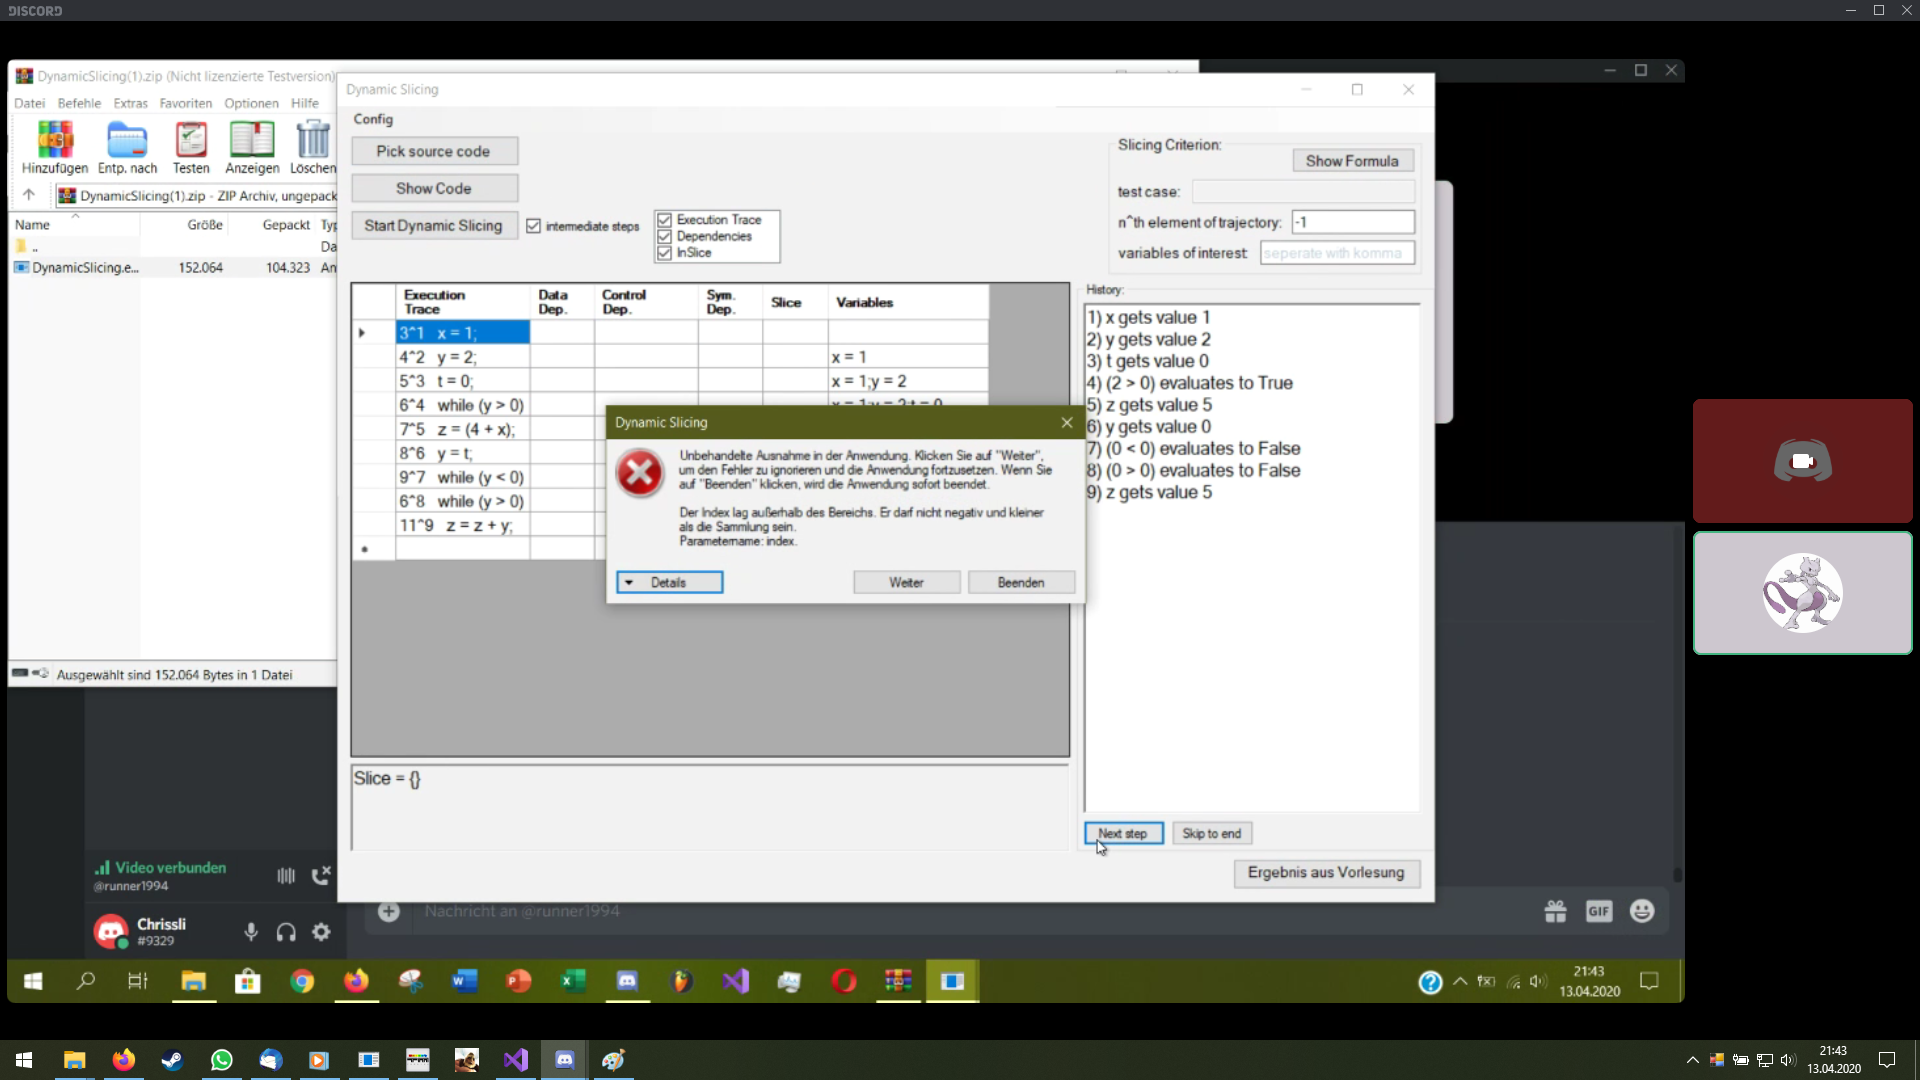 DISCORD
DynamicSlicing(1).zip (Nicht lizenzierte Testversion)
Datei Befehle Extras Favoriten Optionen Hilfe
Hinzufügen Entp. nach Testen Anzeigen Löschen
DynamicSlicing(1).zip - ZIP Archiv, ungepack
Name Größe Gepackt Typ
.. Da
DynamicSlicing.e... 152.064 104.323 An
Ausgewählt sind 152.064 Bytes in 1 Datei
Dynamic Slicing
Config
Pick source code
Show Code
Start Dynamic Slicing
intermediate steps
Execution Trace
Dependencies
InSlice
Slicing Criterion:
Show Formula
test case:
n^th element of trajectory: -1
variables of interest seperate with komma
Execution Trace Data Dep. Control Dep. Sym. Dep. Slice Variables
3^1 x = 1;
4^2 y = 2; x = 1
5^3 t = 0; x = 1;y = 2
6^4 while (y > 0) x = 1;y = 2;t = 0
7^5 z = (4 + x);
8^6 y = t;
9^7 while (y < 0)
6^8 while (y > 0)
11^9 z = z + y;
*
History:
1) x gets value 1
2) y gets value 2
3) t gets value 0
4) (2 > 0) evaluates to True
5) z gets value 5
6) y gets value 0
7) (0 < 0) evaluates to False
8) (0 > 0) evaluates to False
9) z gets value 5
Dynamic Slicing
Unbehandelte Ausnahme in der Anwendung. Klicken Sie auf "Weiter",
um den Fehler zu ignorieren und die Anwendung fortzusetzen. Wenn Sie
auf "Beenden" klicken, wird die Anwendung sofort beendet.
Der Index lag außerhalb des Bereichs. Er darf nicht negativ und kleiner
als die Sammlung sein.
Parametername: index.
Details Weiter Beenden
Slice = {}
Next step Skip to end
Ergebnis aus Vorlesung
Video verbunden
@runner1994
Chrissli
#9329
Nachricht an @runner1994
GIF
21:43
13.04.2020
21:43
13.04.2020